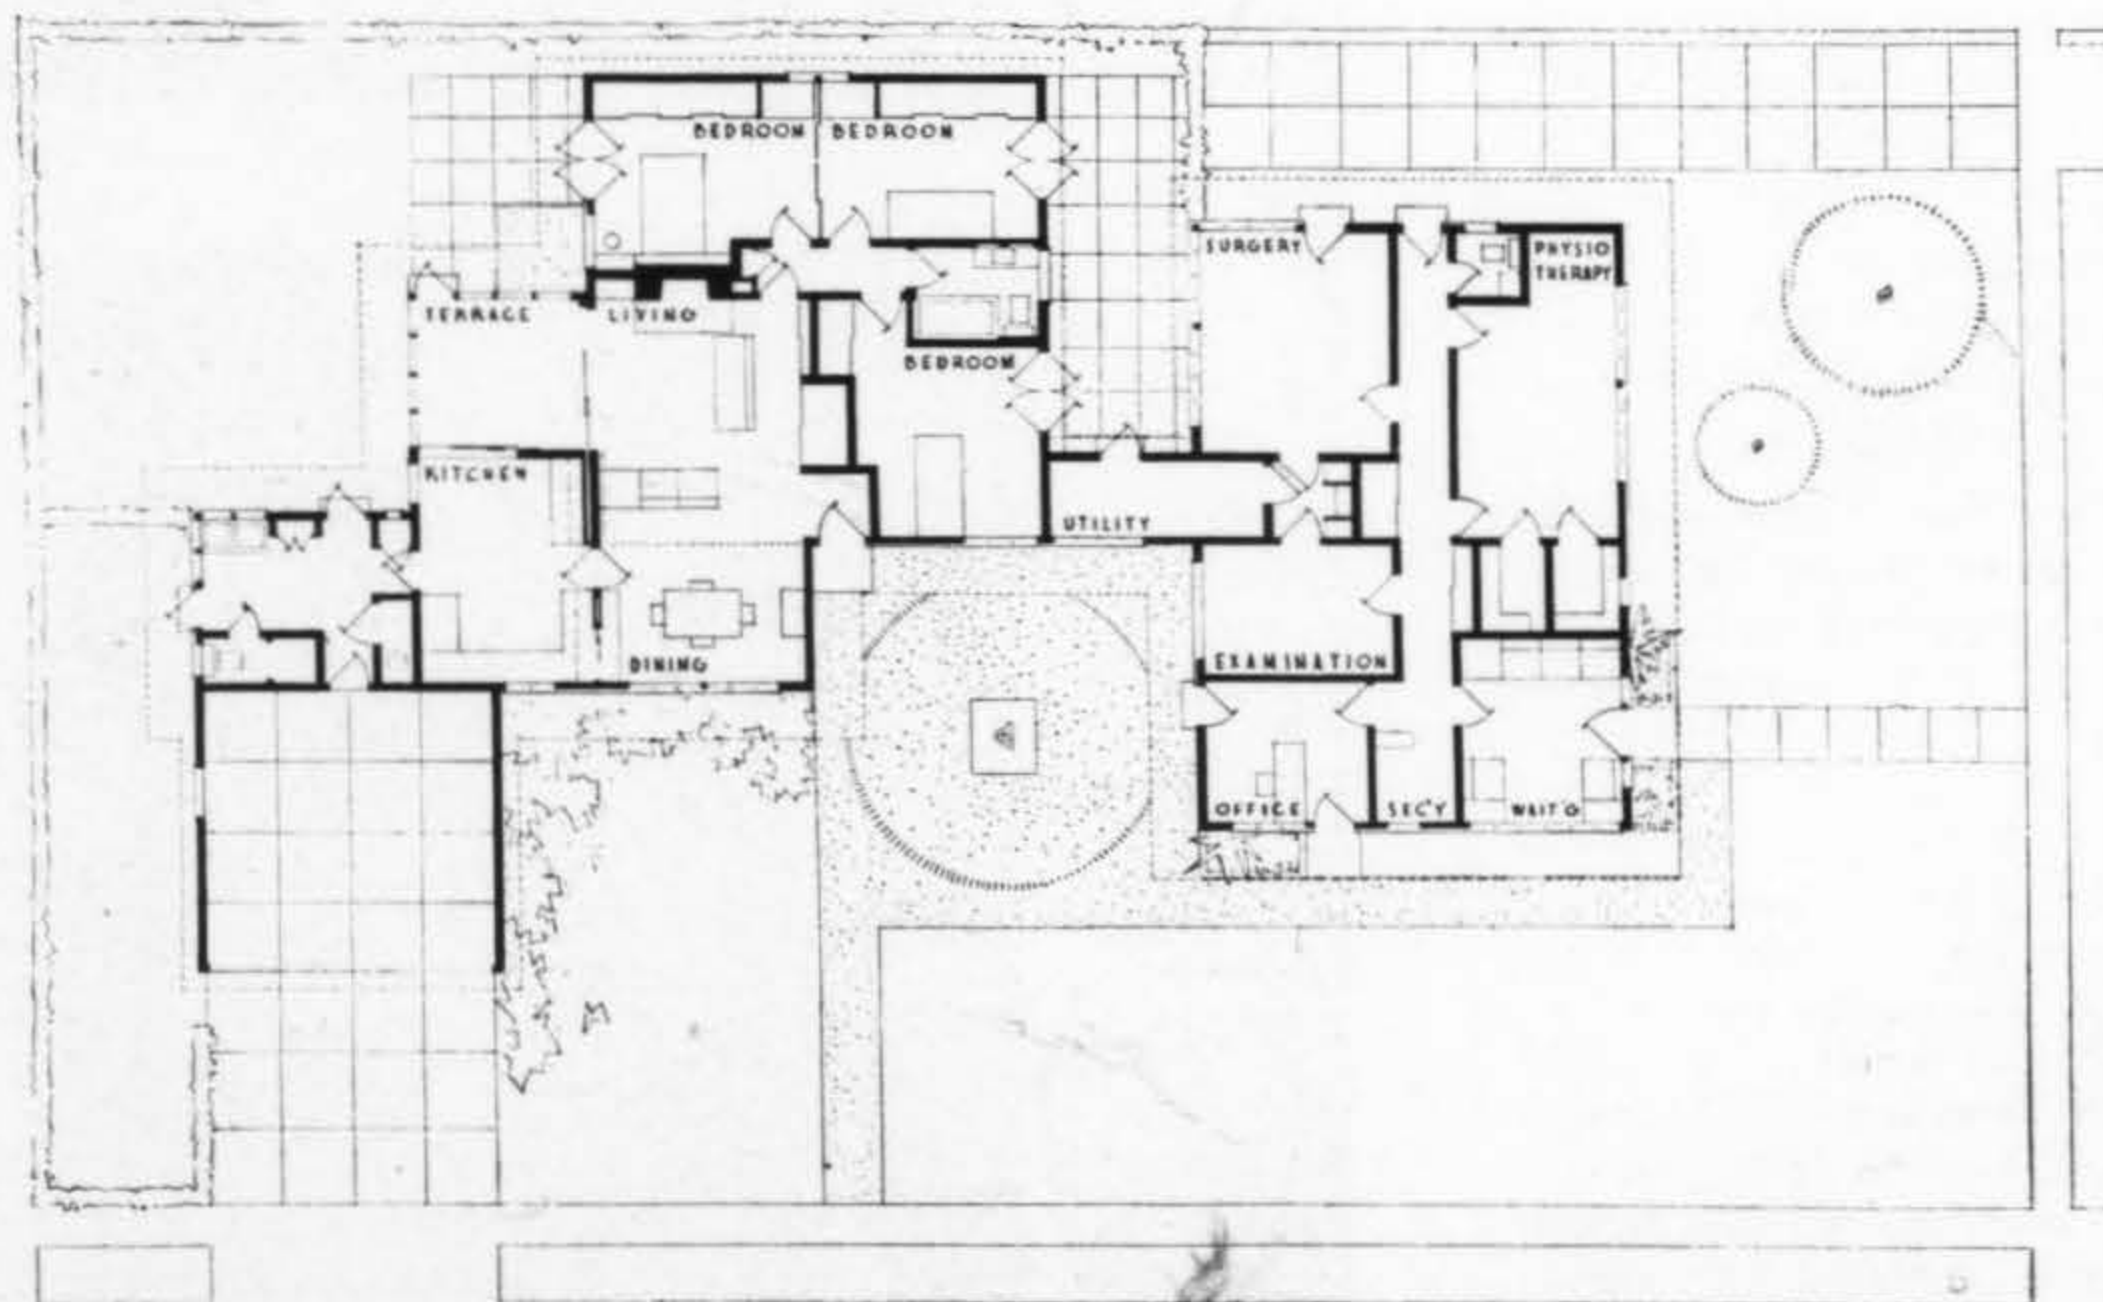 BEDROOM
BEDROOM
SURGERY
PHYSIO
THERAPY
TERRACE
LIVING
BEDROOM
KITCHEN
UTILITY
DINING
EXAMINATION
OFFICE
SEC'Y
WAIT'G